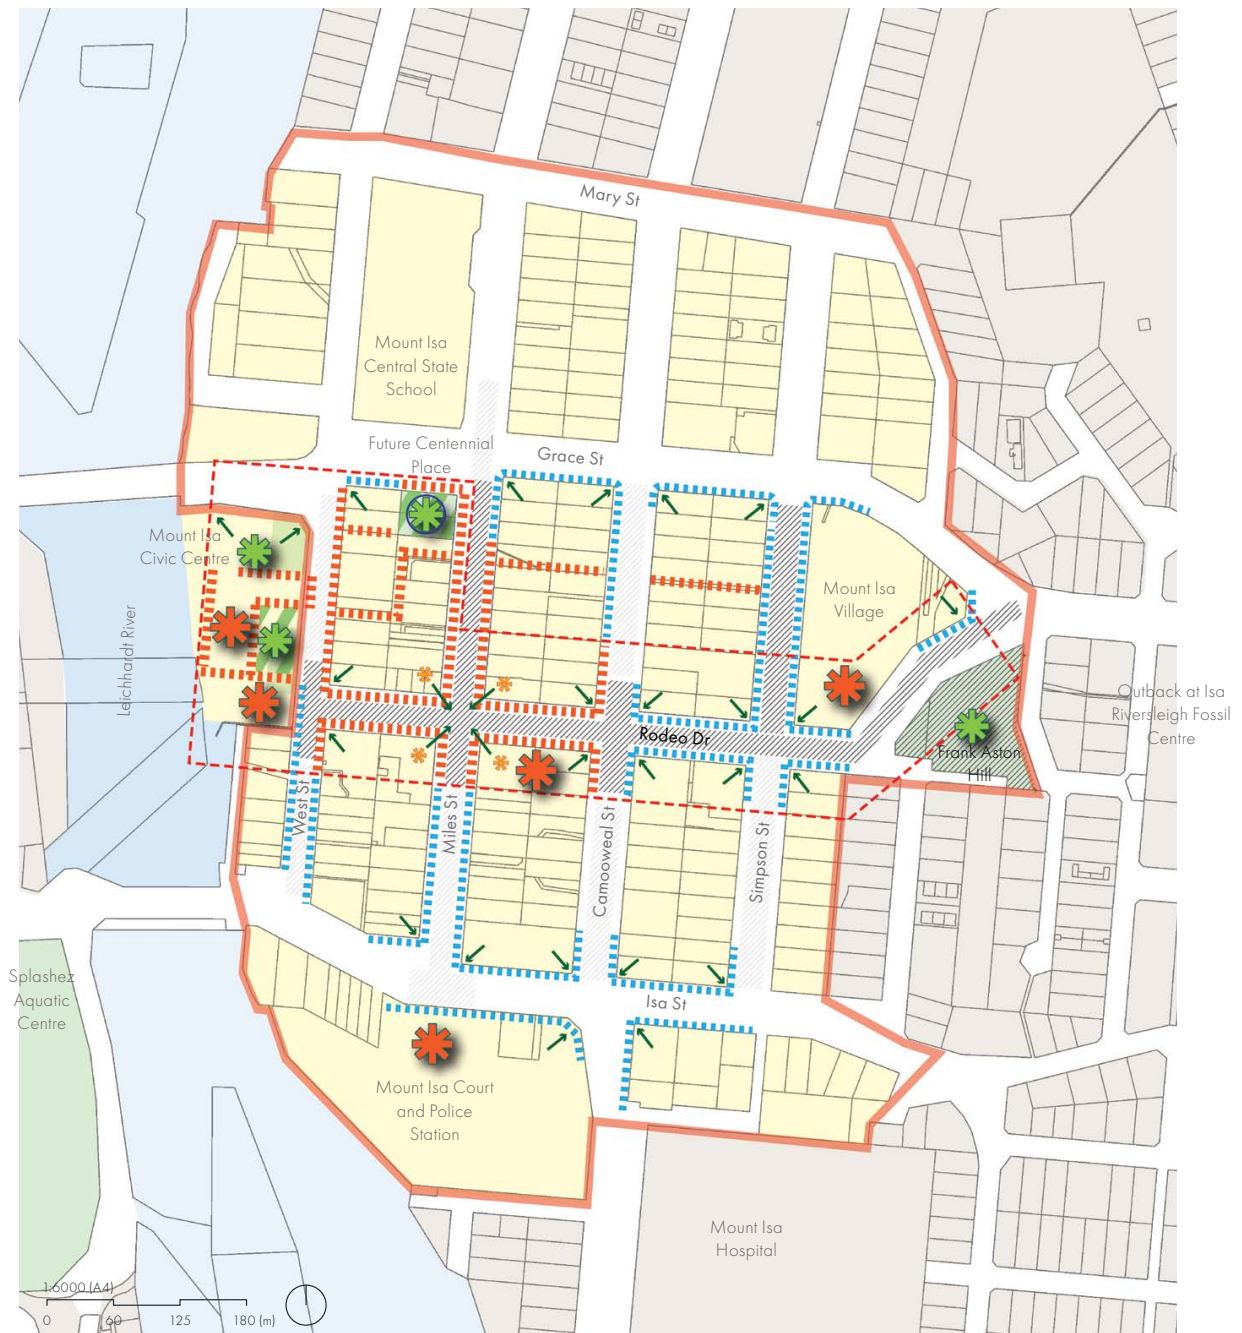 Mary St
Mount Isa
Central State
School
Future Centennial
Place
Grace St
Mount Isa
Civic Centre
Mount Isa
Village
Leichhardt River
Outback at Isa
Riversleigh Fossil
Centre
Rodeo Dr
Frank Aston
Hill
West St
Miles St
Camooweal St
Simpson St
Splashez
Aquatic
Centre
Isa St
Mount Isa Court
and Police
Station
Mount Isa
Hospital
1:6000 (A4)
0 60 125 180 (m)